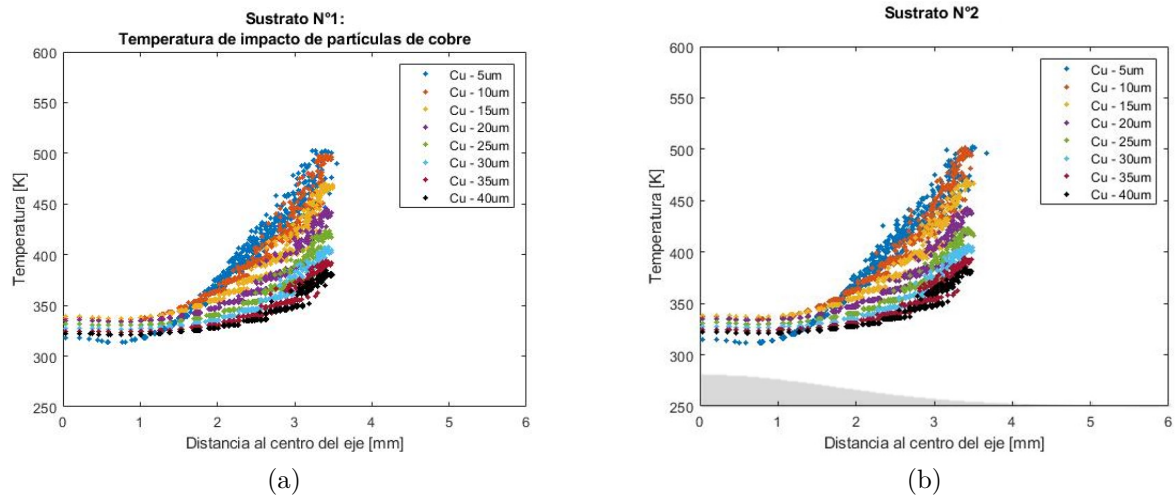 Sustrato N°1:
Temperatura de impacto de partículas de cobre
600
550
500
450
400
350
300
250
Temperatura [K]
Cu - 5um
Cu - 10um
Cu - 15um
Cu - 20um
Cu - 25um
Cu - 30um
Cu - 35um
Cu - 40um
0 1 2 3 4 5 6
Distancia al centro del eje [mm]
(a)
Sustrato N°2
600
550
500
450
400
350
300
250
Temperatura [K]
Cu - 5um
Cu - 10um
Cu - 15um
Cu - 20um
Cu - 25um
Cu - 30um
Cu - 35um
Cu - 40um
0 1 2 3 4 5 6
Distancia al centro del eje [mm]
(b)